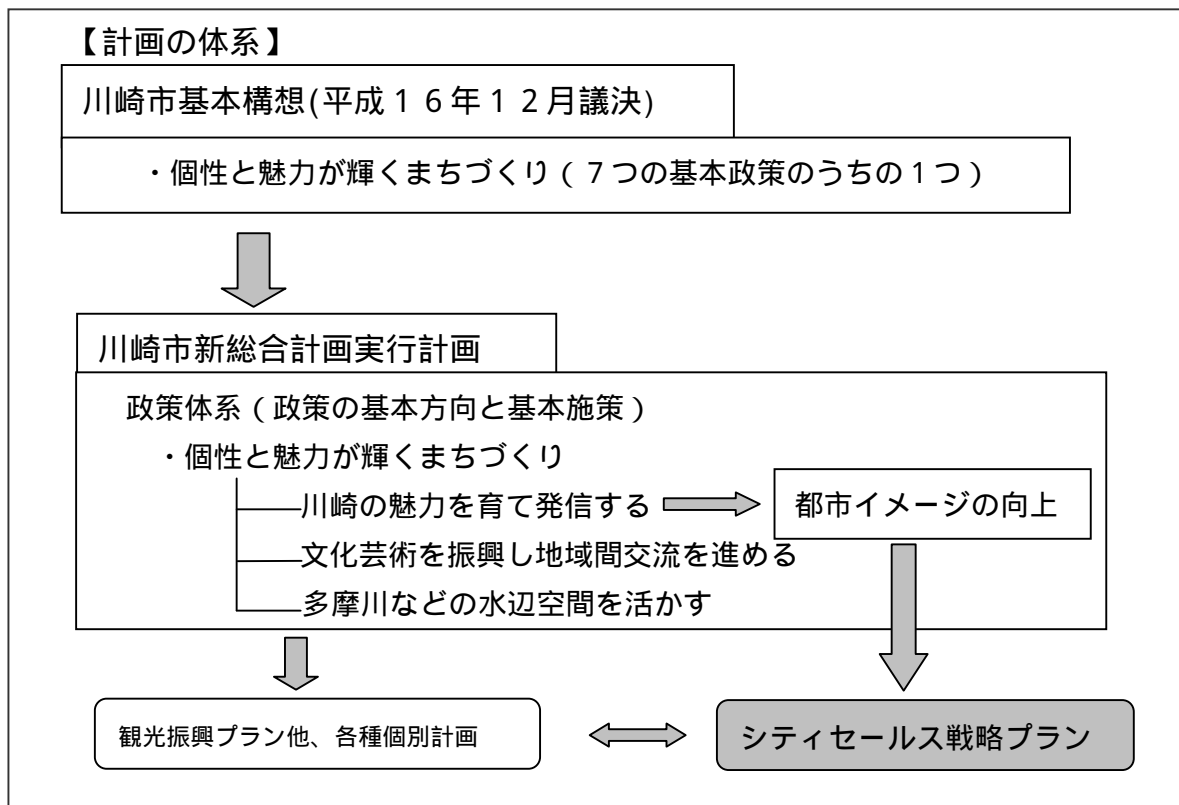 【計画の体系】
川崎市基本構想(平成１６年１２月議決)
・個性と魅力が輝くまちづくり（７つの基本政策のうちの１つ）
川崎市新総合計画実行計画
政策体系（政策の基本方向と基本施策）
・個性と魅力が輝くまちづくり
川崎の魅力を育て発信する
都市イメージの向上
文化芸術を振興し地域間交流を進める
多摩川などの水辺空間を活かす
観光振興プラン他、各種個別計画
シティセールス戦略プラン